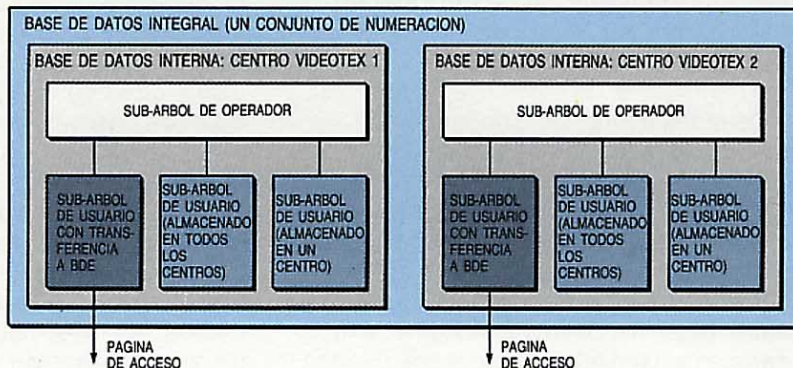 BASE DE DATOS INTEGRAL (UN CONJUNTO DE NUMERACION)
BASE DE DATOS INTERNA: CENTRO VIDEOTEX 1
SUB-ARBOL DE OPERADOR
SUB-ARBOL
DE USUARIO
CON TRANS-
FERENCIA
A BDE
SUB-ARBOL
DE USUARIO
(ALMACENADO
EN TODOS
LOS
CENTROS)
SUB-ARBOL
DE USUARIO
(ALMACENADO
EN UN
CENTRO)
PAGINA
DE ACCESO
BASE DE DATOS INTERNA: CENTRO VIDEOTEX 2
SUB-ARBOL DE OPERADOR
SUB-ARBOL
DE USUARIO
CON TRANS-
FERENCIA
A BDE
SUB-ARBOL
DE USUARIO
(ALMACENADO
EN TODOS
LOS
CENTROS)
SUB-ARBOL
DE USUARIO
(ALMACENADO
EN UN
CENTRO)
PAGINA
DE ACCESO